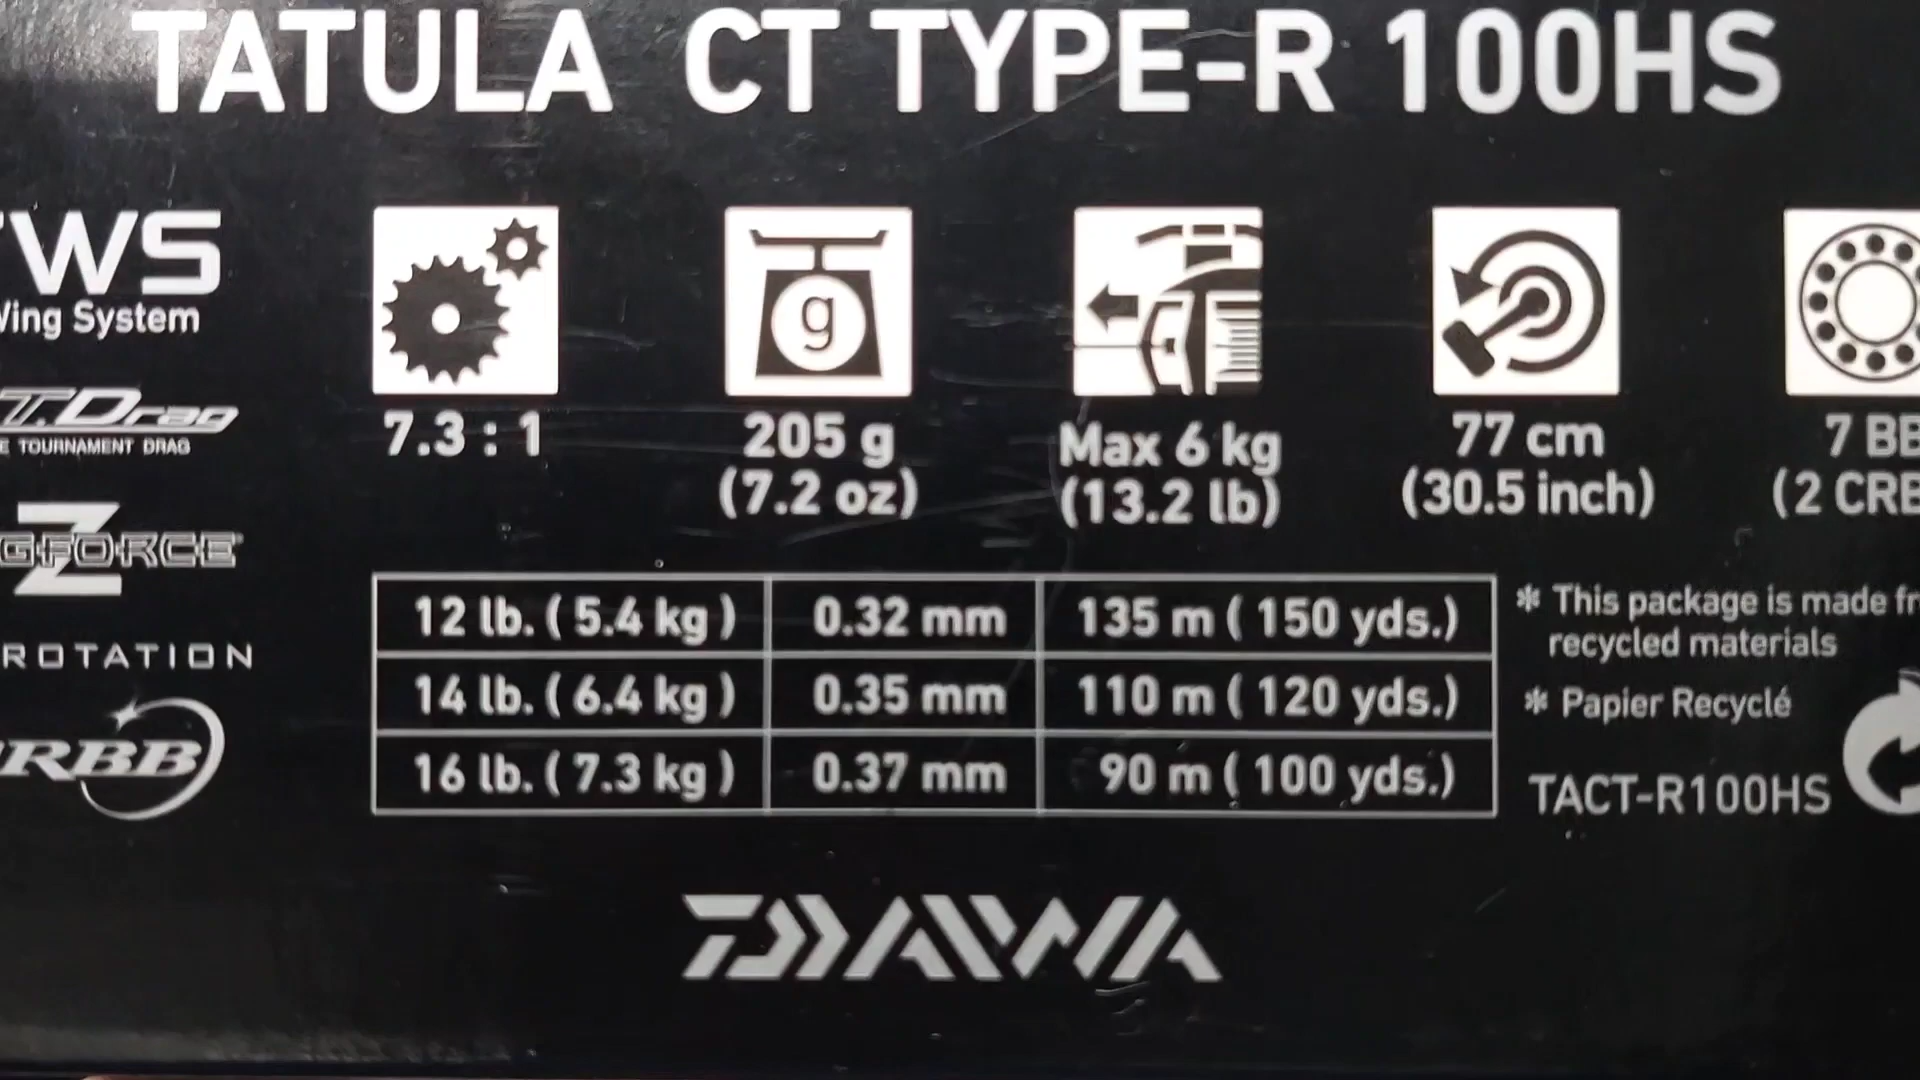 TATULA CT TYPE-R 100HS
WS
Wing System
T.Drag
TOURNAMENT DRAG
Z
GFORCE
ROTATION
RBB
g
7.3 : 1
205 g
(7.2 oz)
Max 6 kg
(13.2 lb)
77 cm
(30.5 inch)
7 BB
(2 CRB
12 lb. ( 5.4 kg ) 0.32 mm 135 m ( 150 yds.)
14 lb. ( 6.4 kg ) 0.35 mm 110 m ( 120 yds.)
16 lb. ( 7.3 kg ) 0.37 mm 90 m ( 100 yds.)
* This package is made fr
recycled materials
* Papier Recyclé
TACT-R100HS
DAIWA